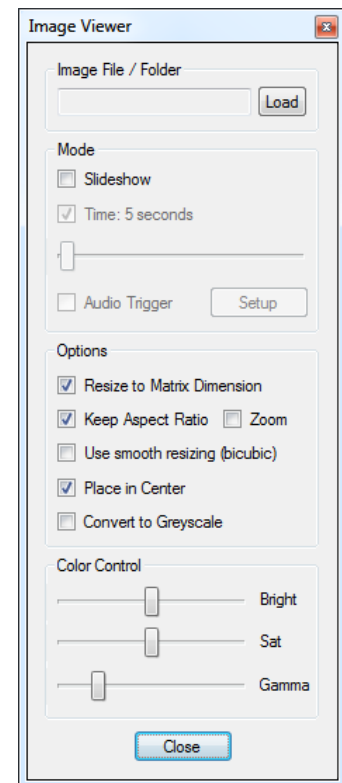 Image Viewer
Image File / Folder
Load
Mode
Slideshow
Time: 5 seconds
Audio Trigger Setup
Options
Resize to Matrix Dimension
Keep Aspect Ratio Zoom
Use smooth resizing (bicubic)
Place in Center
Convert to Greyscale
Color Control
Bright
Sat
Gamma
Close